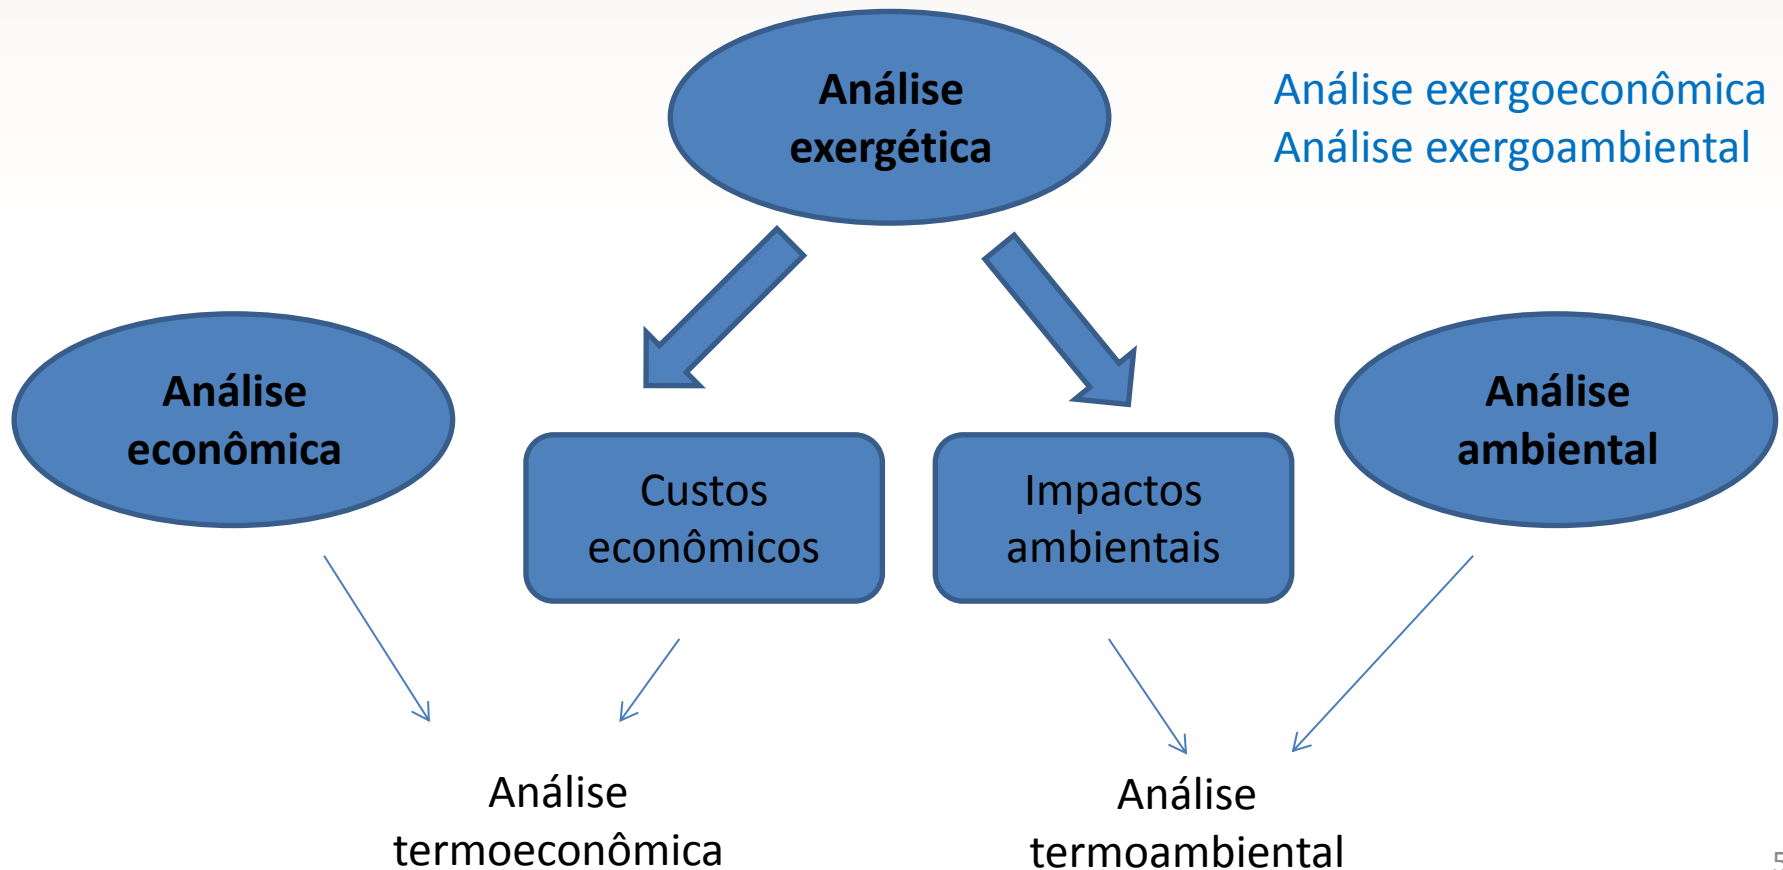 Análise
exergética
Análise exergoeconômica
Análise exergoambiental
Análise
econômica
Custos
econômicos
Impactos
ambientais
Análise
ambiental
Análise
termoeconômica
Análise
termoambiental